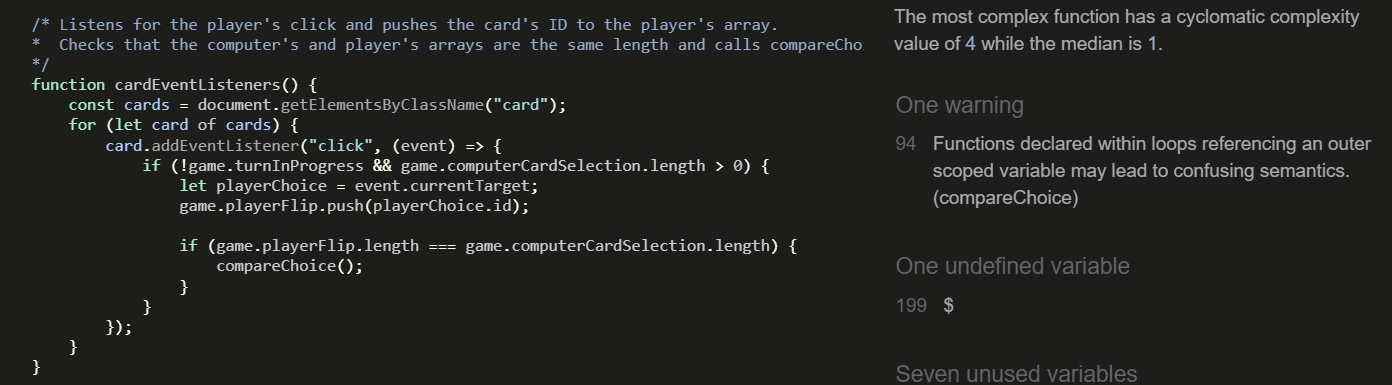 /* Listens for the player's click and pushes the card's ID to the player's array.
*  Checks that the computer's and player's arrays are the same length and calls compareCho
*/
function cardEventListeners() {
    const cards = document.getElementsByClassName("card");
    for (let card of cards) {
        card.addEventListener("click", (event) => {
            if (!game.turnInProgress && game.computerCardSelection.length > 0) {
                let playerChoice = event.currentTarget;
                game.playerFlip.push(playerChoice.id);

                if (game.playerFlip.length === game.computerCardSelection.length) {
                    compareChoice();
                }
            }
        });
    }
}
The most complex function has a cyclomatic complexity
value of 4 while the median is 1.
One warning
94 Functions declared within loops referencing an outer
scoped variable may lead to confusing semantics.
(compareChoice)
One undefined variable
199 $
Seven unused variables